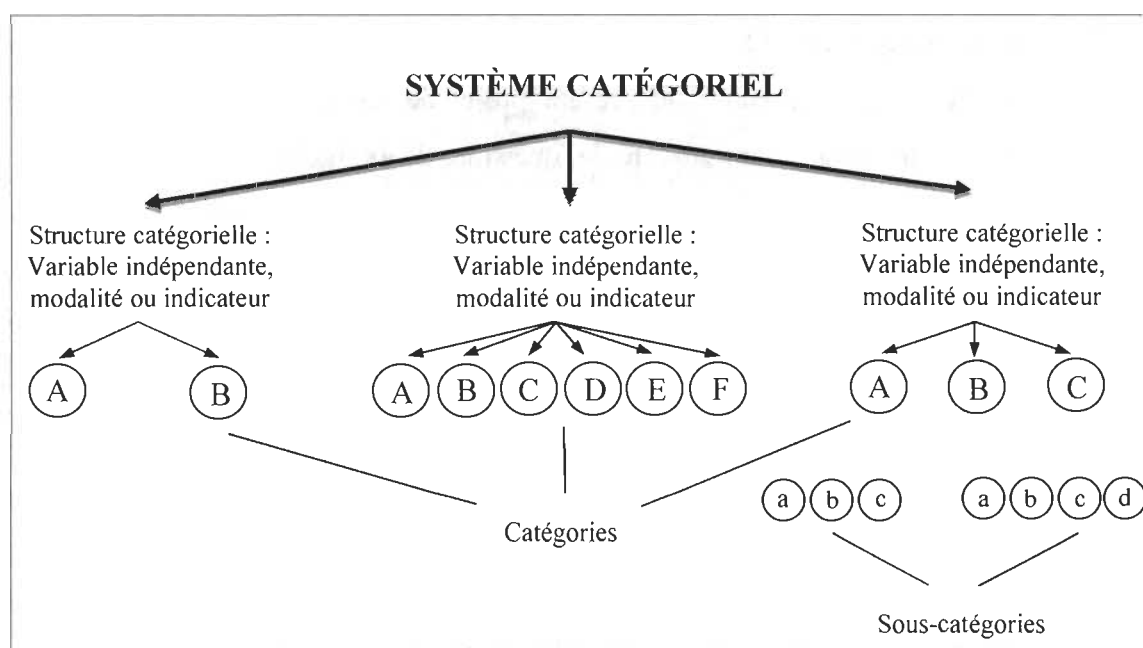 SYSTÈME CATÉGORIEL
Structure catégorielle :
Variable indépendante,
modalité ou indicateur
Structure catégorielle :
Variable indépendante,
modalité ou indicateur
Structure catégorielle :
Variable indépendante,
modalité ou indicateur
A B
A B C D E F
A B C
a b c
a b c d
Catégories
Sous-catégories